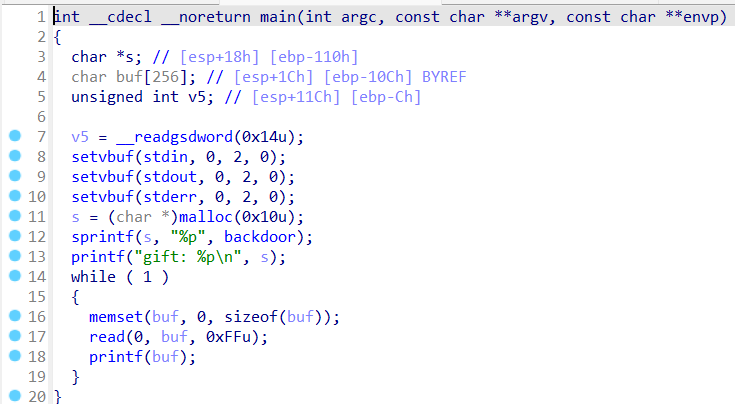 1 int __cdecl __noreturn main(int argc, const char **argv, const char **envp)
2 {
3   char *s; // [esp+18h] [ebp-110h]
4   char buf[256]; // [esp+1Ch] [ebp-10Ch] BYREF
5   unsigned int v5; // [esp+11Ch] [ebp-Ch]
6
7   v5 = __readgsdword(0x14u);
8   setvbuf(stdin, 0, 2, 0);
9   setvbuf(stdout, 0, 2, 0);
10   setvbuf(stderr, 0, 2, 0);
11   s = (char *)malloc(0x10u);
12   sprintf(s, "%p", backdoor);
13   printf("gift: %p\n", s);
14   while ( 1 )
15   {
16     memset(buf, 0, sizeof(buf));
17     read(0, buf, 0xFFu);
18     printf(buf);
19   }
20 }